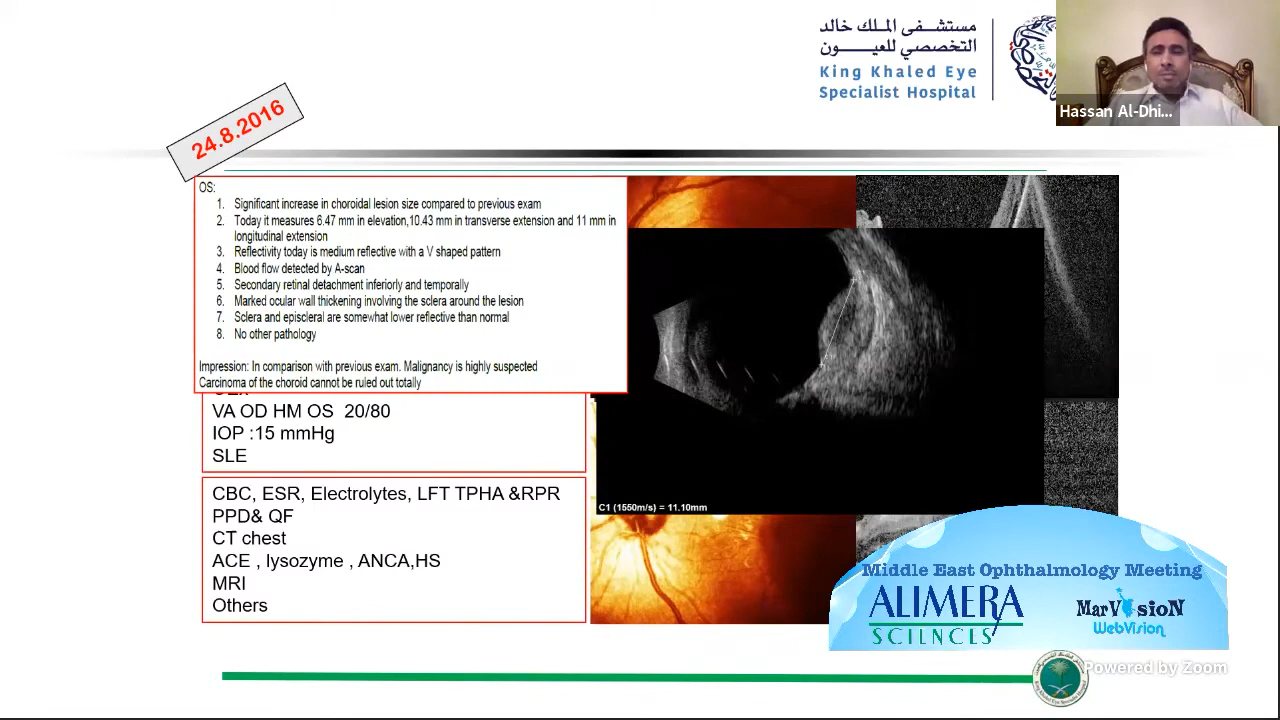 مستشفى الملك خالد
التخصصي للعيون
King Khaled Eye
Specialist Hospital
Hassan Al-Dhi...
24.8.2016
OS:
1. Significant increase in choroidal lesion size compared to previous exam
2. Today it measures 6.47 mm in elevation,10.43 mm in transverse extension and 11 mm in
longitudinal extension
3. Reflectivity today is medium reflective with a V shaped pattern
4. Blood flow detected by A-scan
5. Secondary retinal detachment inferiorly and temporally
6. Marked ocular wall thickening involving the sclera around the lesion
7. Sclera and episcleral are somewhat lower reflective than normal
8. No other pathology
Impression: In comparison with previous exam. Malignancy is highly suspected
Carcinoma of the choroid cannot be ruled out totally
VA OD HM OS 20/80
IOP :15 mmHg
SLE
CBC, ESR, Electrolytes, LFT TPHA &RPR
PPD& QF
CT chest
ACE , lysozyme , ANCA,HS
MRI
Others
C1 (1550m/s) = 11.10mm
Middle East Ophthalmology Meeting
ALIMERA
SCIENCES
MarVisioN
WebVision
Powered by Zoom